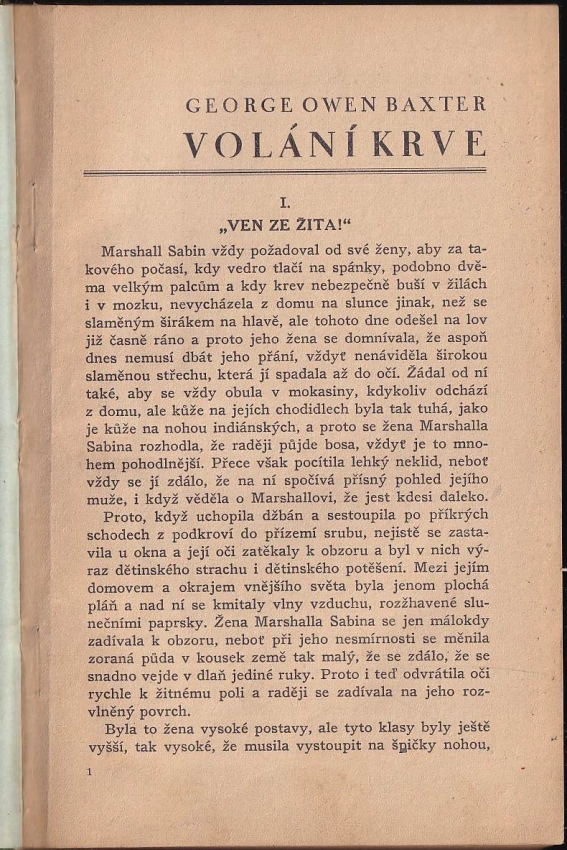 GEORGE OWEN BAXTER
VOLÁNÍ KRVE
I.
„VEN ZE ŽITA!“
Marshall Sabin vždy požadoval od své ženy, aby za ta-
kového počasí, kdy vedro tlačí na spánky, podobno dvě-
ma velkým palcům a kdy krev nebezpečně buší v žilách
i v mozku, nevycházela z domu na slunce jinak, než se
slaměným širákem na hlavě, ale tohoto dne odešel na lov
již časně ráno a proto jeho žena se domnívala, že aspoň
dnes nemusí dbát jeho přání, vždyť nenáviděla širokou
slaměnou střechu, která jí spadala až do očí. Žádal od ní
také, aby se vždy obula v mokasiny, kdykoliv odchází
z domu, ale kůže na jejích chodidlech byla tak tuhá, jako
je kůže na nohou indiánských, a proto se žena Marshalla
Sabina rozhodla, že raději půjde bosa, vždyť je to mno-
hem pohodlnější. Přece však pocítila lehký neklid, neboť
vždy se jí zdálo, že na ní spočívá přísný pohled jejího
muže, i když věděla o Marshallovi, že jest kdesi daleko.
Proto, když uchopila džbán a sestoupila po příkrých
schodech z podkroví do přízemí srubu, nejistě se zasta-
vila u okna a její oči zatěkaly k obzoru a byl v nich vý-
raz dětinského strachu i dětinského potěšení. Mezi jejím
domovem a okrajem vnějšího světa byla jenom plochá
pláň a nad ní se kmitaly vlny vzduchu, rozžhavené slu-
nečními paprsky. Žena Marshalla Sabina se jen málokdy
zadívala k obzoru, neboť při jeho nesmírnosti se měnila
zoraná půda v kousek země tak malý, že se zdálo, že se
snadno vejde v dlaň jediné ruky. Proto i teď odvrátila oči
rychle k žitnému poli a raději se zadívala na jeho roz-
vlněný povrch.
Byla to žena vysoké postavy, ale tyto klasy byly ještě
vyšší, tak vysoké, že musila vystoupit na špičky nohou,
1